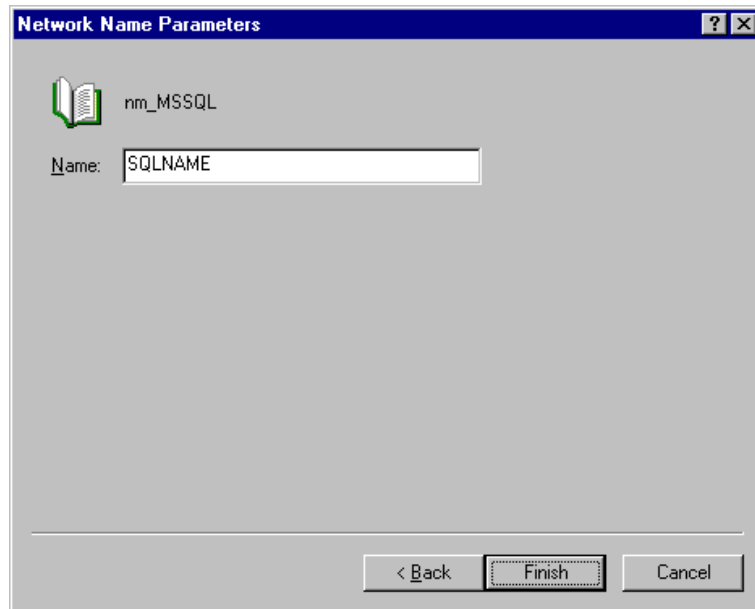 Network Name Parameters
nm_MSSQL
Name: SQLNAME
< Back Finish Cancel